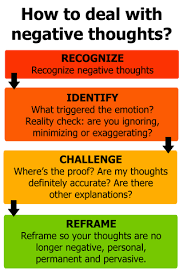 How to deal with
negative thoughts?
RECOGNIZE
Recognize negative thoughts
IDENTIFY
What triggered the emotion?
Reality check: are you ignoring,
minimizing or exaggerating?
CHALLENGE
Where's the proof? Are my thoughts
definitely accurate? Are there
other explanations?
REFRAME
Reframe so your thoughts are
no longer negative, personal,
permanent and pervasive.